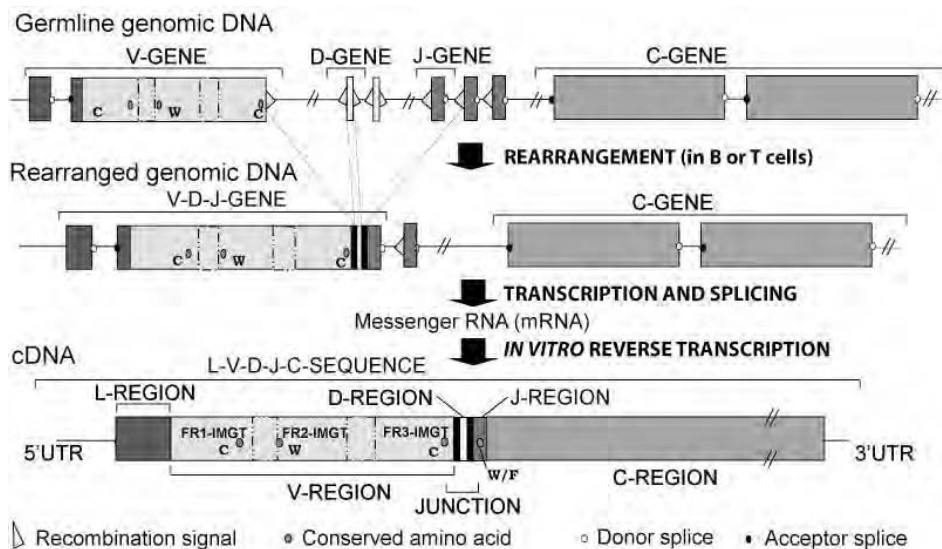 Germline genomic DNA
V-GENE D-GENE J-GENE C-GENE
C W C
REARRANGEMENT (in B or T cells)
Rearranged genomic DNA
V-D-J-GENE C-GENE
C W C
TRANSCRIPTION AND SPLICING
Messenger RNA (mRNA)
IN VITRO REVERSE TRANSCRIPTION
cDNA
L-V-D-J-C-SEQUENCE
L-REGION D-REGION J-REGION
FR1-IMGT FR2-IMGT FR3-IMGT
C W C
5'UTR 3'UTR
W/F C-REGION
V-REGION JUNCTION
Recombination signal Conserved amino acid Donor splice Acceptor splice